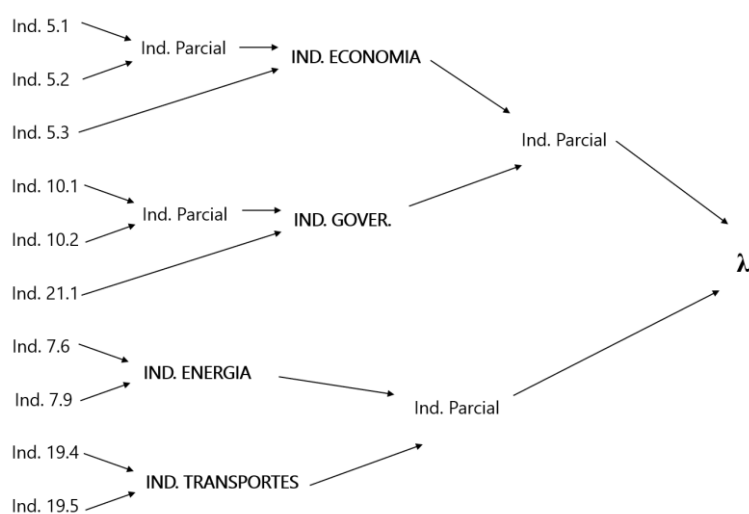 Ind. 5.1
Ind. Parcial
IND. ECONOMIA
Ind. 5.2
Ind. 5.3
Ind. Parcial
Ind. 10.1
Ind. Parcial
IND. GOVER.
Ind. 10.2
λ
Ind. 21.1
Ind. 7.6
IND. ENERGIA
Ind. 7.9
Ind. Parcial
Ind. 19.4
IND. TRANSPORTES
Ind. 19.5